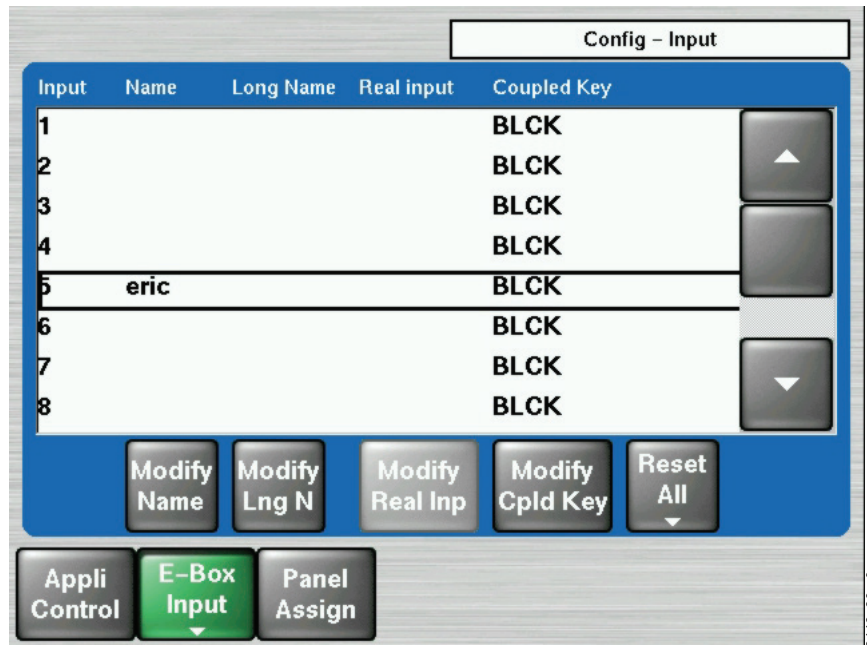 Config – Input
Input Name Long Name Real input Coupled Key
1 BLCK
2 BLCK
3 BLCK
4 BLCK
5 eric BLCK
6 BLCK
7 BLCK
8 BLCK
Modify Name
Modify Lng N
Modify Real Inp
Modify Cpld Key
Reset All
Appli Control
E–Box Input
Panel Assign